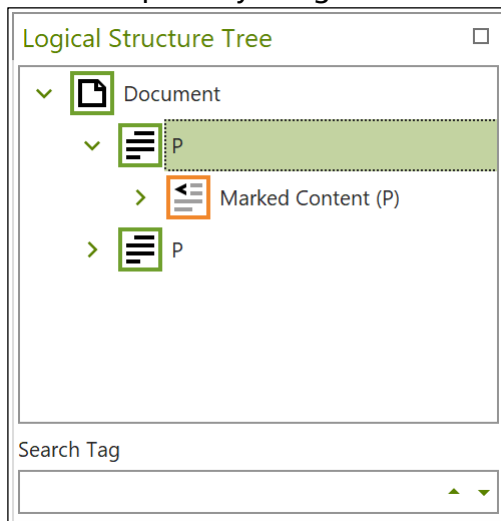 Logical Structure Tree
Document
P
Marked Content (P)
P
Search Tag